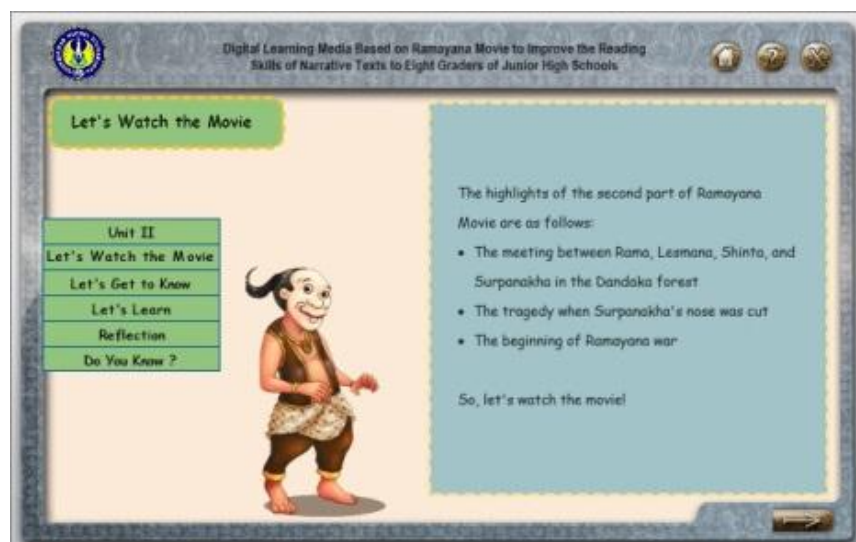 Digital Learning Media Based on Ramayana Movie to Improve the Reading
Skills of Narrative Texts to Eight Graders of Junior High Schools
Let's Watch the Movie
Unit II
Let's Watch the Movie
Let's Get to Know
Let's Learn
Reflection
Do You Know ?
The highlights of the second part of Ramayana
Movie are as follows:
• The meeting between Rama, Lesmana, Shinta, and
Surpanakha in the Dandaka forest
• The tragedy when Surpanakha's nose was cut
• The beginning of Ramayana war
So, let's watch the movie!